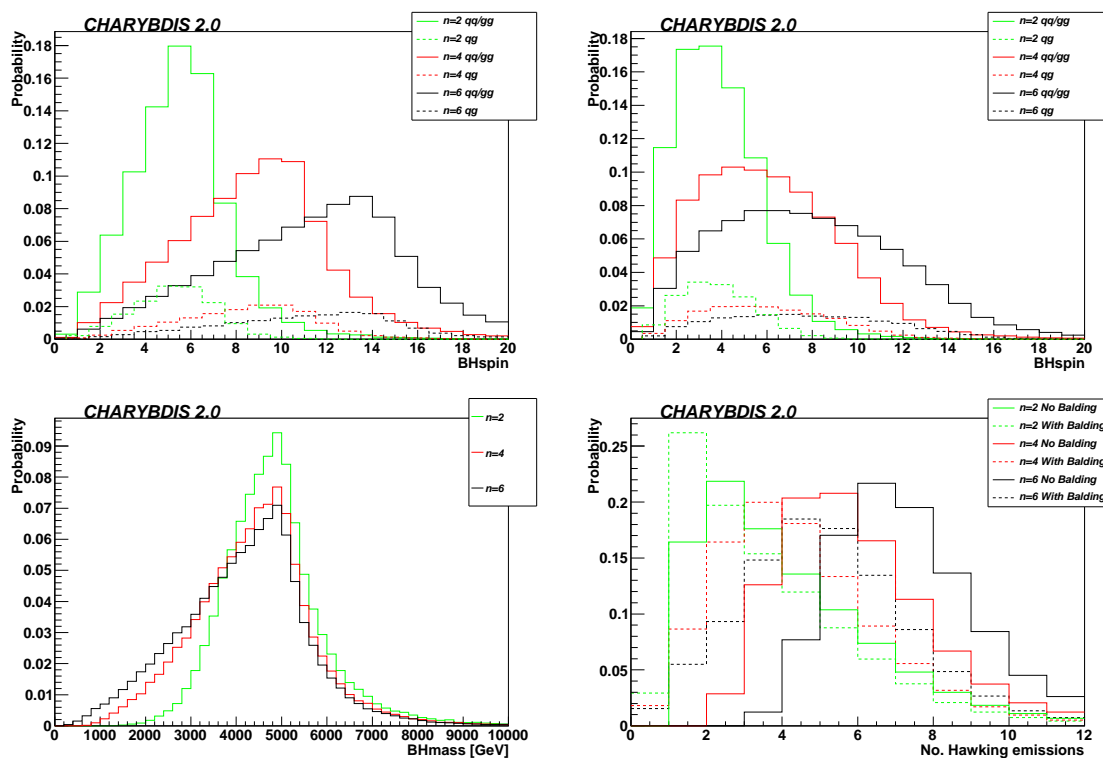 CHARYBDIS 2.0
Probability
0.18
0.16
0.14
0.12
0.1
0.08
0.06
0.04
0.02
0
0 2 4 6 8 10 12 14 16 18 20
BHspin
n=2 qq/gg
n=2 qg
n=4 qq/gg
n=4 qg
n=6 qq/gg
n=6 qg
CHARYBDIS 2.0
Probability
0.18
0.16
0.14
0.12
0.1
0.08
0.06
0.04
0.02
0
0 2 4 6 8 10 12 14 16 18 20
BHspin
n=2 qq/gg
n=2 qg
n=4 qq/gg
n=4 qg
n=6 qq/gg
n=6 qg
CHARYBDIS 2.0
Probability
0.09
0.08
0.07
0.06
0.05
0.04
0.03
0.02
0.01
0
0 1000 2000 3000 4000 5000 6000 7000 8000 9000 10000
BHmass [GeV]
n=2
n=4
n=6
CHARYBDIS 2.0
Probability
0.25
0.2
0.15
0.1
0.05
0
0 2 4 6 8 10 12
No. Hawking emissions
n=2 No Balding
n=2 With Balding
n=4 No Balding
n=4 With Balding
n=6 No Balding
n=6 With Balding